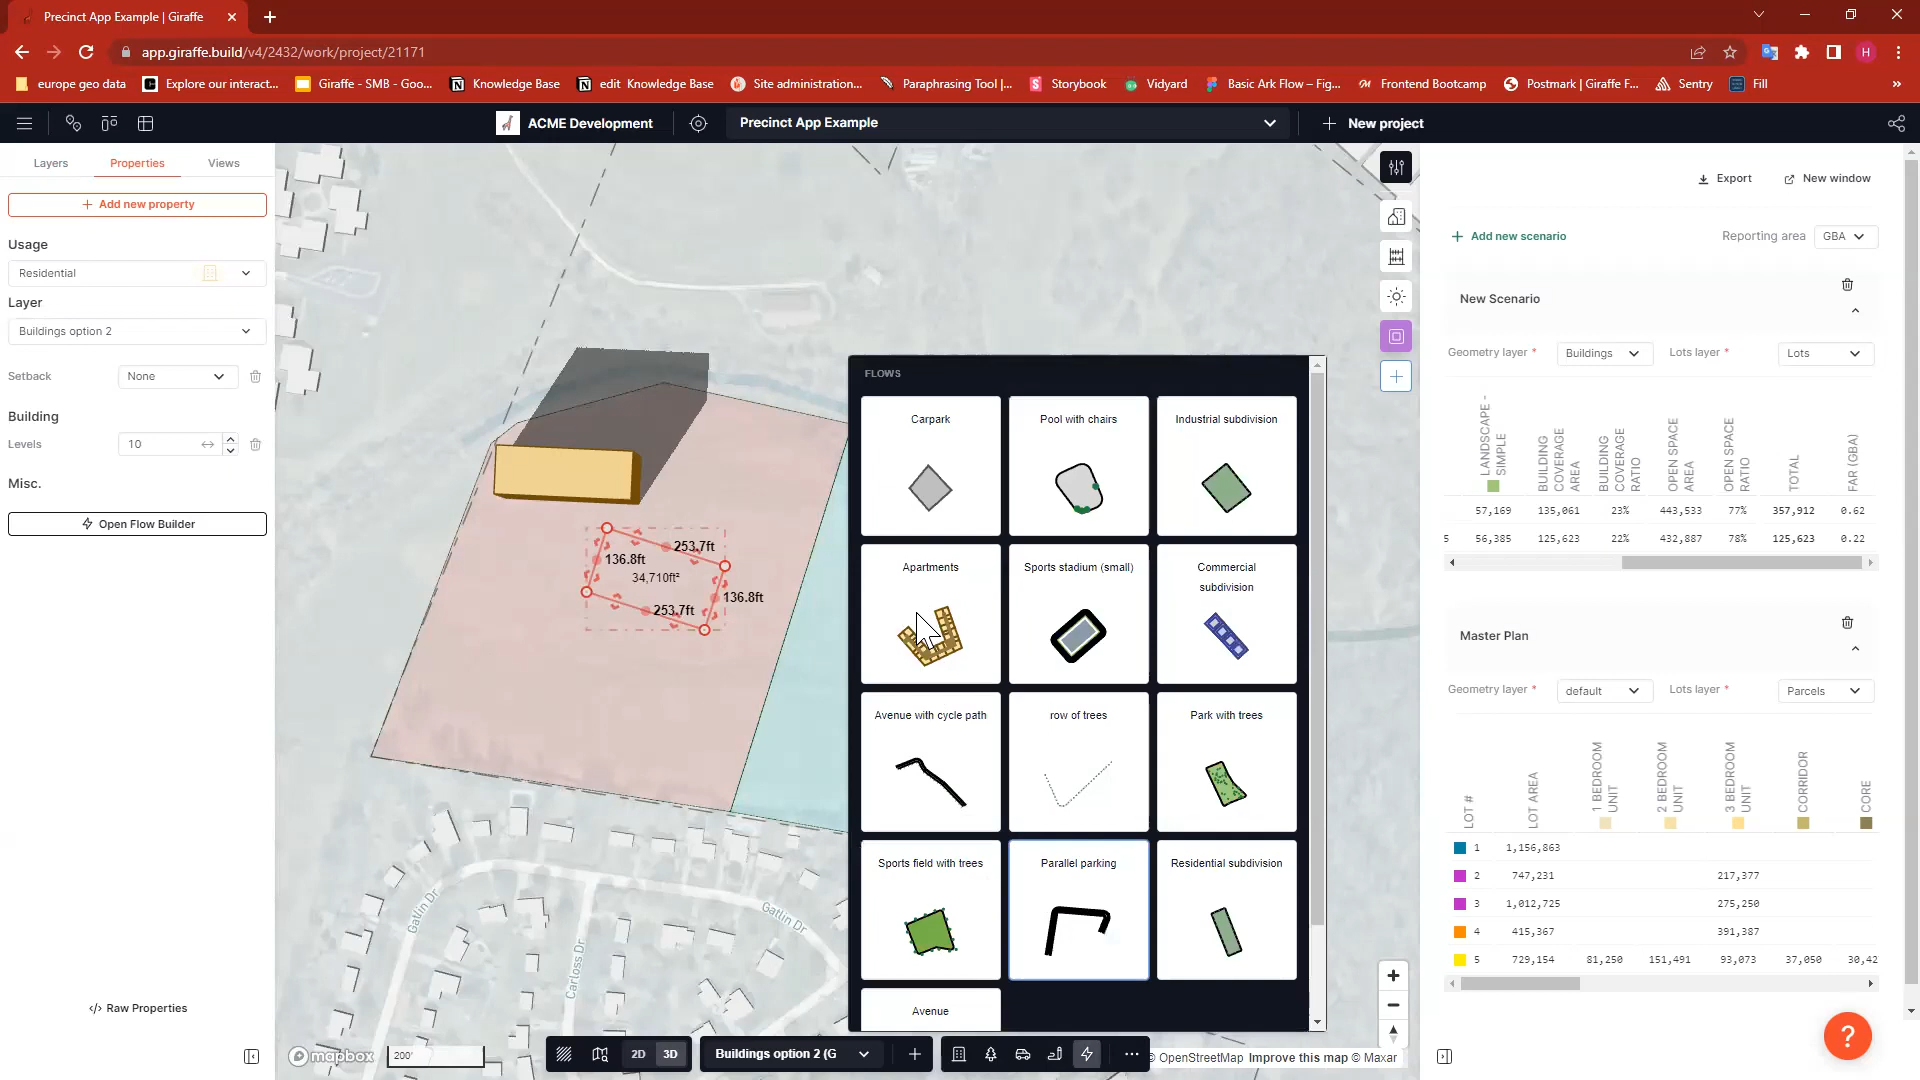 Precinct App Example | Giraffe
app.giraffe.build/v4/2432/work/project/21171
europe geo data
Explore our interact...
Giraffe - SMB - Goo...
Knowledge Base
edit Knowledge Base
Site administration...
Paraphrasing Tool |...
Storybook
Vidyard
Basic Ark Flow – Fig...
Frontend Bootcamp
Postmark | Giraffe F...
Sentry
Fill
»
ACME Development
Precinct App Example
New project
Layers
Properties
Views
Add new property
Usage
Residential
Layer
Buildings option 2
Setback
None
Building
Levels
10
Misc.
Open Flow Builder
</> Raw Properties
253.7ft
136.8ft
34,710ft²
136.8ft
253.7ft
Gatlin Dr
Carloss Dr
Gatlin Dr
FLOWS
Carpark
Pool with chairs
Industrial subdivision
Apartments
Sports stadium (small)
Commercial subdivision
Avenue with cycle path
row of trees
Park with trees
Sports field with trees
Parallel parking
Residential subdivision
Avenue
mapbox
200'
2D
3D
Buildings option 2 (G
© OpenStreetMap Improve this map © Maxar
Export
New window
Add new scenario
Reporting area
GBA
New Scenario
Geometry layer *
Buildings
Lots layer *
Lots
LANDSCAPE - SIMPLE
BUILDING COVERAGE AREA
BUILDING COVERAGE RATIO
OPEN SPACE AREA
OPEN SPACE RATIO
TOTAL
FAR (GBA)
57,169 135,061 23% 443,533 77% 357,912 0.62
5 56,385 125,623 22% 432,887 78% 125,623 0.22
Master Plan
Geometry layer *
default
Lots layer *
Parcels
LOT #
LOT AREA
1 BEDROOM UNIT
2 BEDROOM UNIT
3 BEDROOM UNIT
CORRIDOR
CORE
1 1,156,863
2 747,231 217,377
3 1,012,725 275,250
4 415,367 391,387
5 729,154 81,250 151,491 93,073 37,050 30,42
?
H